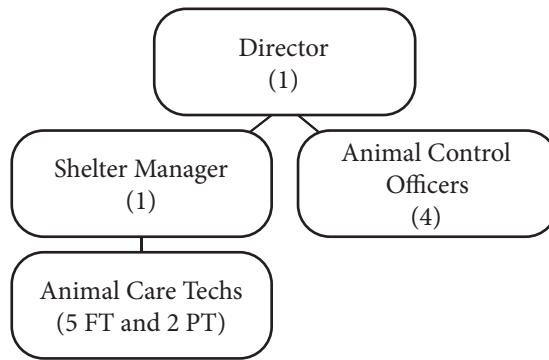 Director
(1)
Shelter Manager
(1)
Animal Control
Officers
(4)
Animal Care Techs
(5 FT and 2 PT)